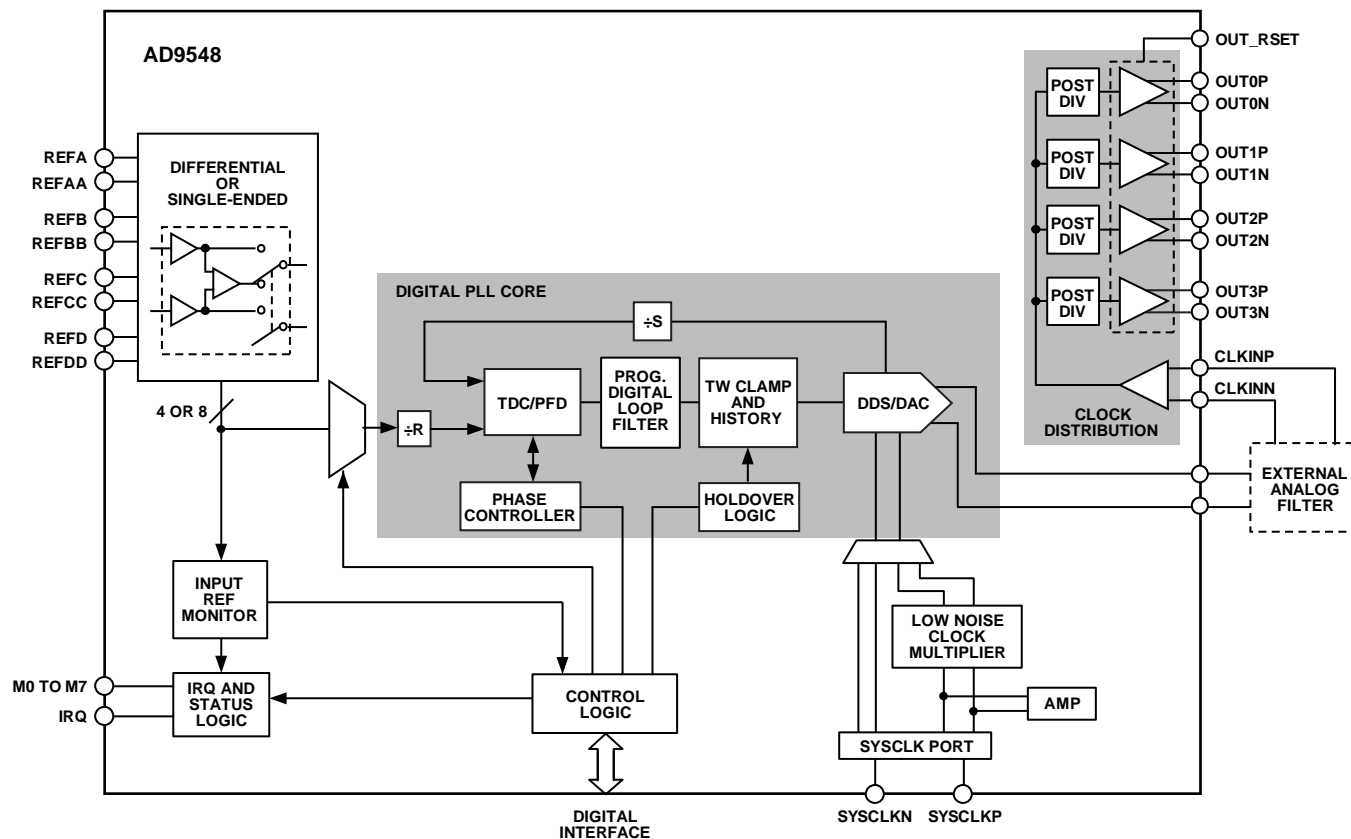 AD9548
OUT_RSET
POST
DIV
OUT0P
OUT0N
POST
DIV
OUT1P
OUT1N
POST
DIV
OUT2P
OUT2N
POST
DIV
OUT3P
OUT3N
CLKINP
CLKINN
CLOCK
DISTRIBUTION
EXTERNAL
ANALOG
FILTER
REFA
REFAA
REFB
REFBB
REFC
REFCC
REFD
REFDD
DIFFERENTIAL
OR
SINGLE-ENDED
4 OR 8
DIGITAL PLL CORE
÷S
÷R
TDC/PFD
PROG.
DIGITAL
LOOP
FILTER
TW CLAMP
AND
HISTORY
DDS/DAC
PHASE
CONTROLLER
HOLDOVER
LOGIC
INPUT
REF
MONITOR
LOW NOISE
CLOCK
MULTIPLIER
M0 TO M7
IRQ
IRQ AND
STATUS
LOGIC
CONTROL
LOGIC
AMP
SYSCLK PORT
DIGITAL
INTERFACE
SYSCLKN
SYSCLKP